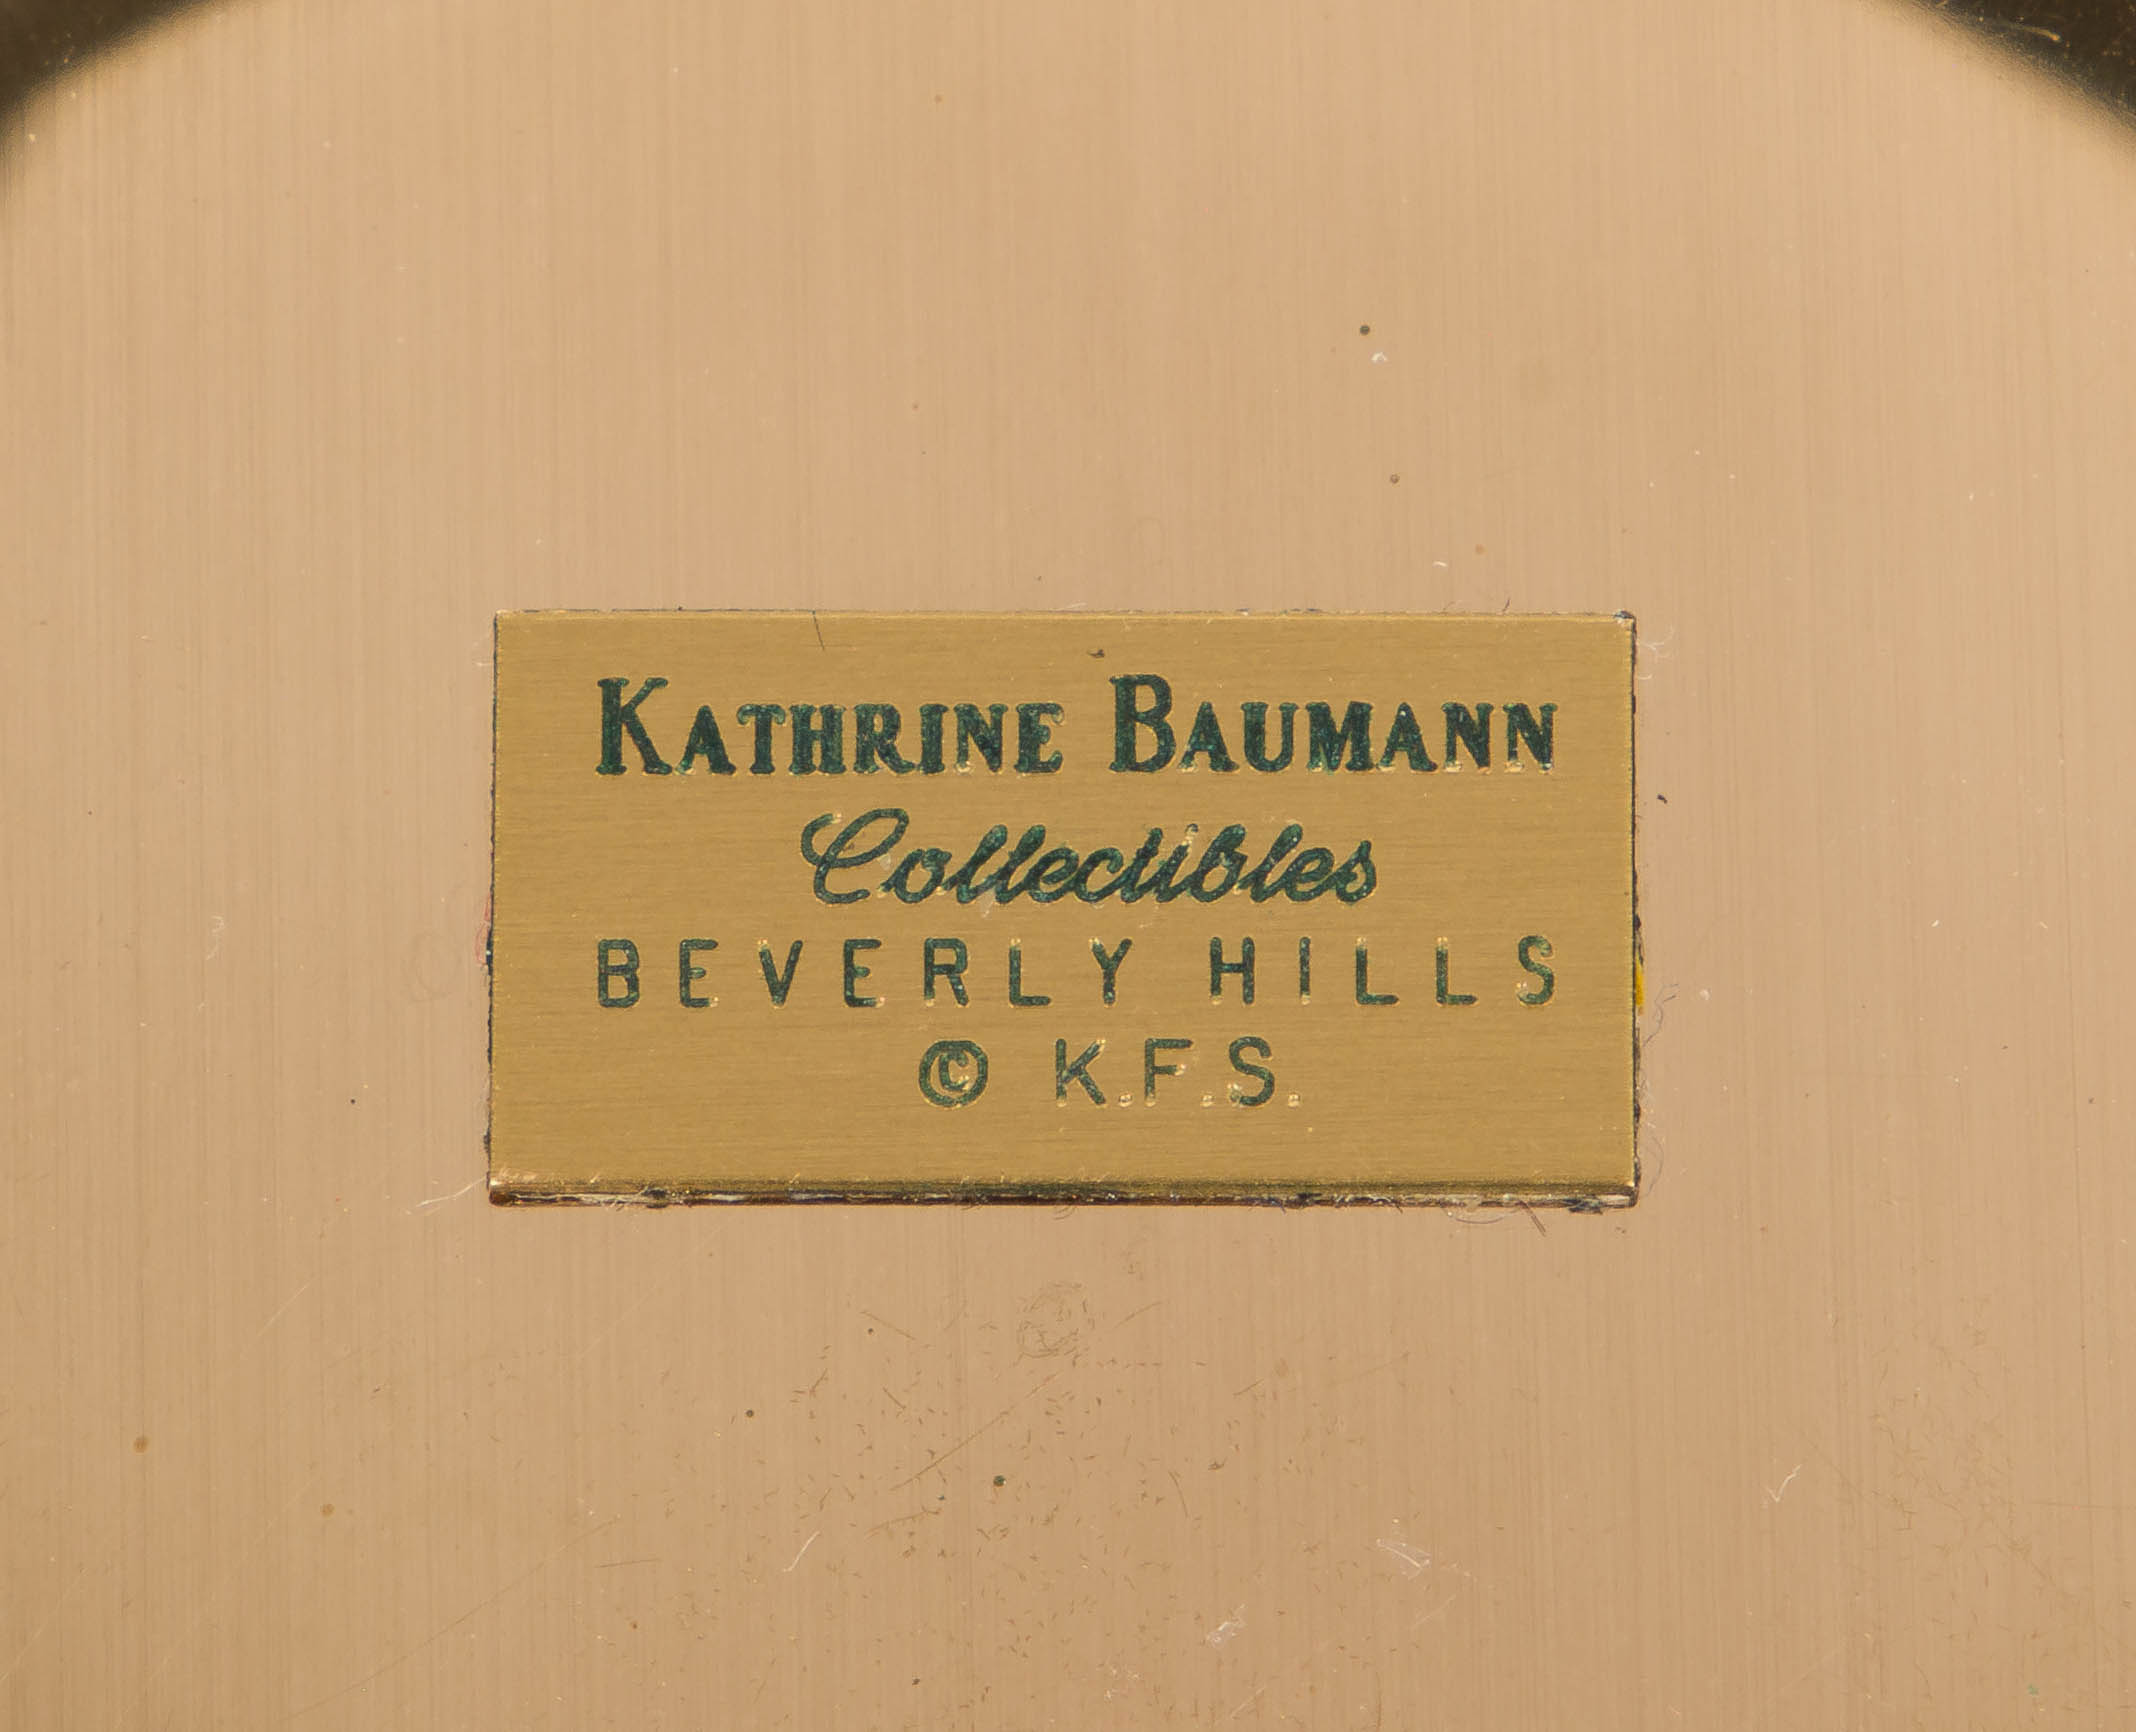 KATHRINE BAUMANN
Collectibles
BEVERLY HILLS
© K.F.S.